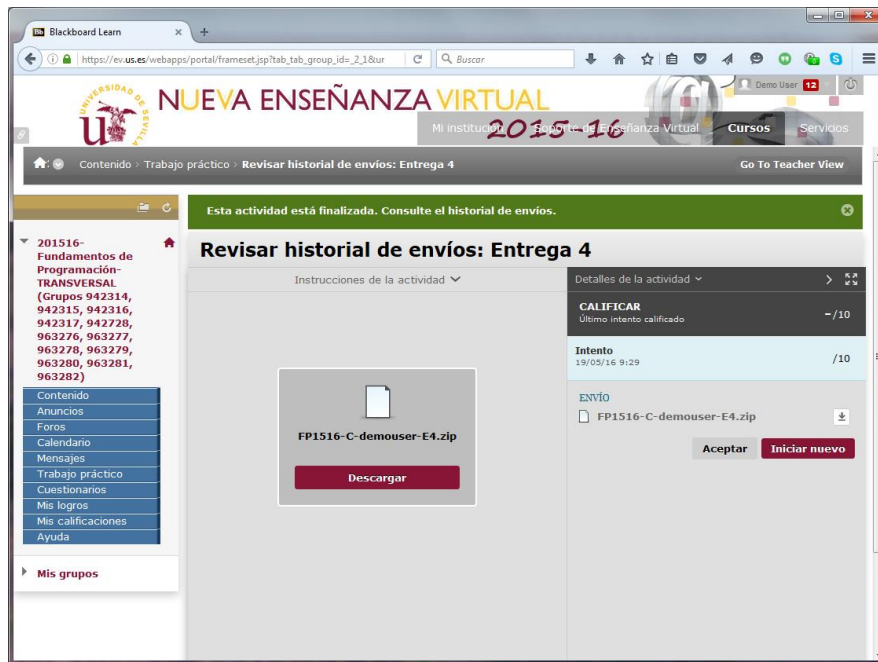 Blackboard Learn
https://ev.us.es/webapps/portal/frameset.jsp?tab_tab_group_id=_2_1&ur
Buscar
UNIVERSIDAD DE SEVILLA
NUEVA ENSEÑANZA VIRTUAL
2015-16
Demo User 12
Mi institución
Soporte de Enseñanza Virtual
Cursos
Servicios
Contenido > Trabajo práctico > Revisar historial de envíos: Entrega 4
Go To Teacher View
Esta actividad está finalizada. Consulte el historial de envíos.
201516-
Fundamentos de
Programación-
TRANSVERSAL
(Grupos 942314,
942315, 942316,
942317, 942728,
963276, 963277,
963278, 963279,
963280, 963281,
963282)
Contenido
Anuncios
Foros
Calendario
Mensajes
Trabajo práctico
Cuestionarios
Mis logros
Mis calificaciones
Ayuda
Mis grupos
Revisar historial de envíos: Entrega 4
Instrucciones de la actividad
FP1516-C-demouser-E4.zip
Descargar
Detalles de la actividad
CALIFICAR
Último intento calificado
-/10
Intento
19/05/16 9:29
/10
ENVÍO
FP1516-C-demouser-E4.zip
Aceptar
Iniciar nuevo